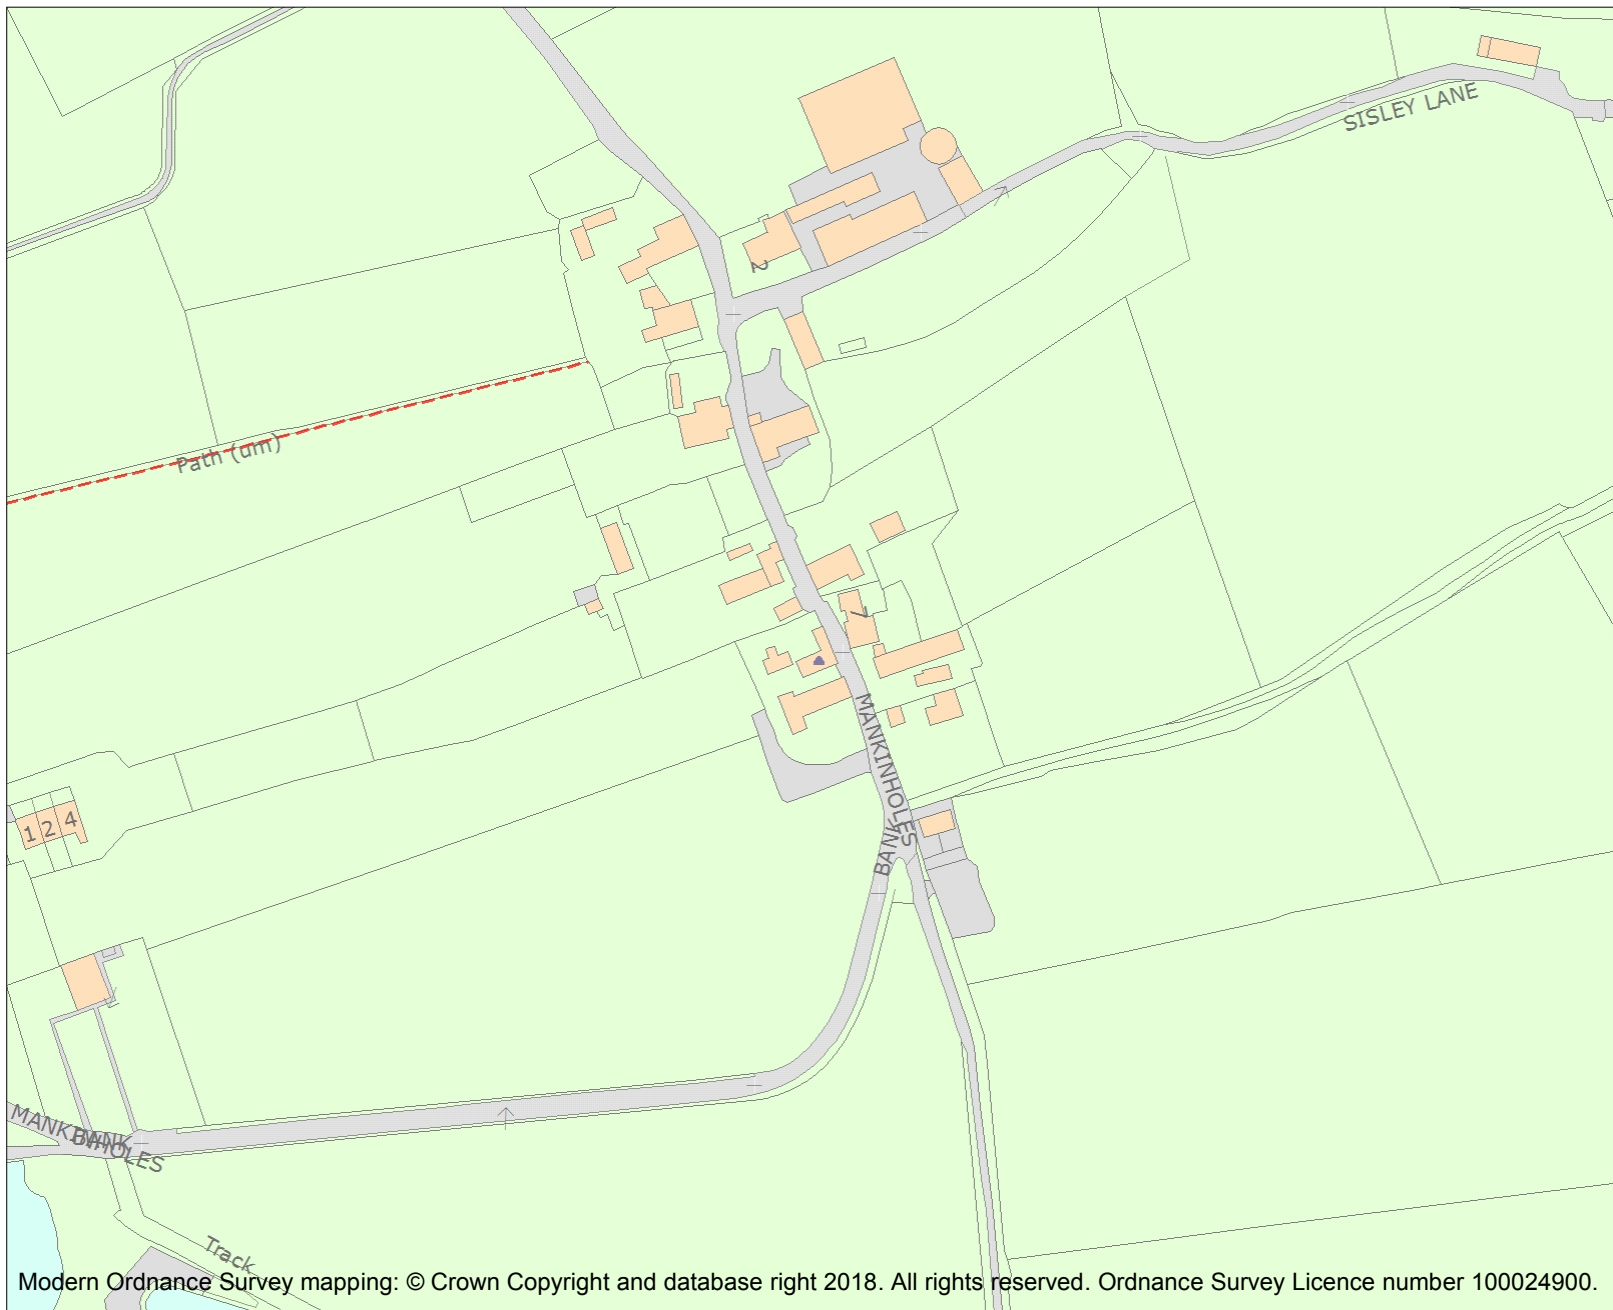 SISLEY LANE
2
Path (um)
7
MANKINHOLES
BANK
1 2 4
MANKINHOLES
BANK
Track
Modern Ordnance Survey mapping: © Crown Copyright and database right 2018. All rights reserved. Ordnance Survey Licence number 100024900.